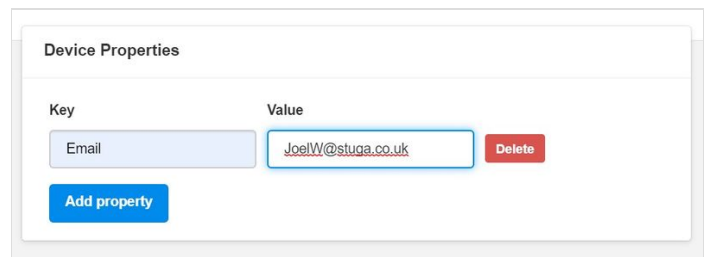 Device Properties
Key Value
Email JoelW@stuga.co.uk Delete
Add property